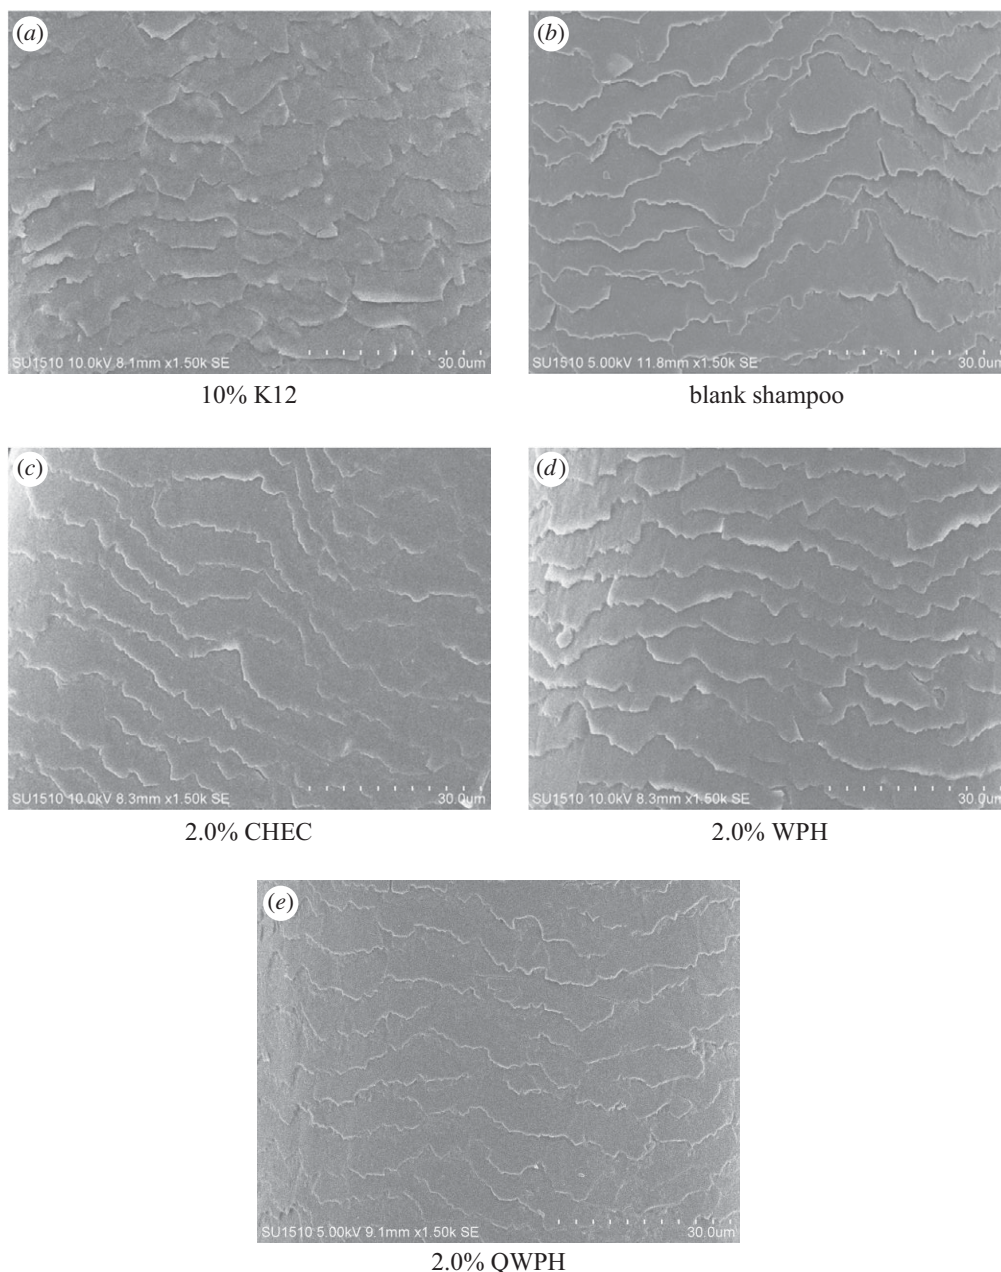 (a)
SU1510 10.0kV 8.1mm x1.50k SE 30.0um
10% K12
(b)
SU1510 5.00kV 11.8mm x1.50k SE 30.0um
blank shampoo
(c)
SU1510 10.0kV 8.3mm x1.50k SE 30.0um
2.0% CHEC
(d)
SU1510 10.0kV 8.3mm x1.50k SE 30.0um
2.0% WPH
(e)
SU1510 5.00kV 9.1mm x1.50k SE 30.0um
2.0% QWPH